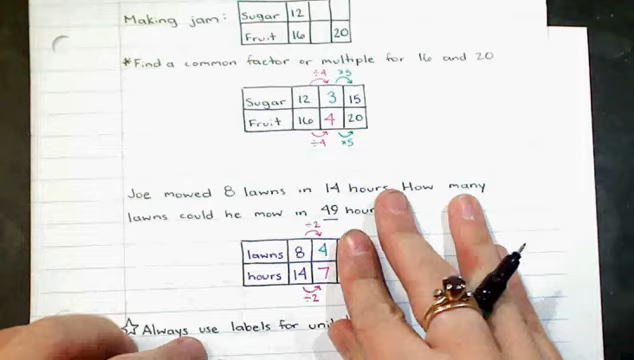 Making jam: Sugar 12
Fruit 16 20
*Find a common factor or multiple for 16 and 20
÷4 ×5
Sugar 12 3 15
Fruit 16 4 20
÷4 ×5
Joe mowed 8 lawns in 14 hours. How many
lawns could he mow in 49
÷2
lawns 8 4
hours 14 7
÷2
☆Always use labels for